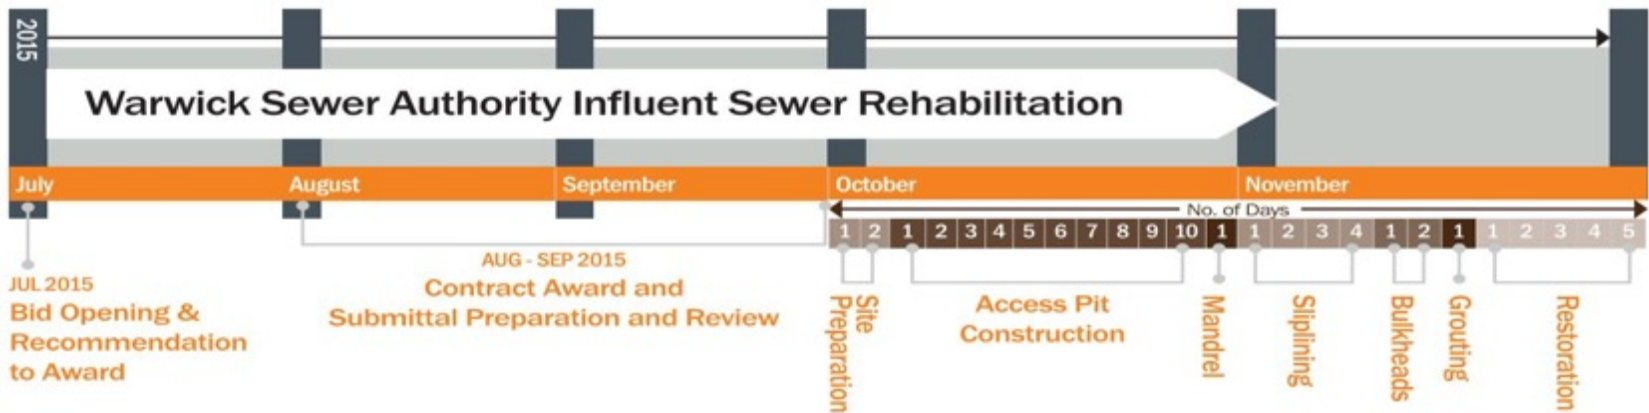 2015
Warwick Sewer Authority Influent Sewer Rehabilitation
July August September October November
No. of Days
1 2 1 2 3 4 5 6 7 8 9 10 1 1 2 3 4 1 2 1 1 2 3 4 5
JUL 2015
Bid Opening &
Recommendation
to Award
AUG - SEP 2015
Contract Award and
Submittal Preparation and Review
Site
Preparation
Access Pit
Construction
Mandrel
Sliplining
Bulkheads
Grouting
Restoration